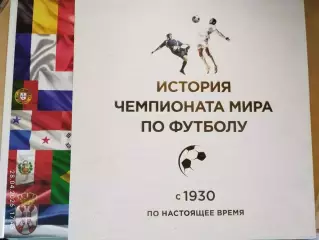 ИСТОРИЯ
ЧЕМПИОНАТА МИРА
ПО ФУТБОЛУ
с 1930
ПО НАСТОЯЩЕЕ ВРЕМЯ